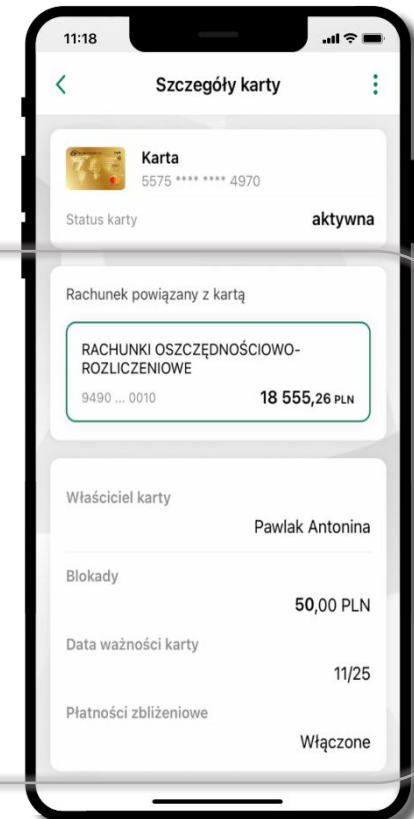 11:18
Szczegóły karty
Karta
5575 **** **** 4970
Status karty aktywna
Rachunek powiązany z kartą
RACHUNKI OSZCZĘDNOŚCIOWO-
ROZLICZENIOWE
9490 ... 0010 18 555,26 PLN
Właściciel karty
Pawlak Antonina
Blokady
50,00 PLN
Data ważności karty
11/25
Płatności zbliżeniowe
Włączone